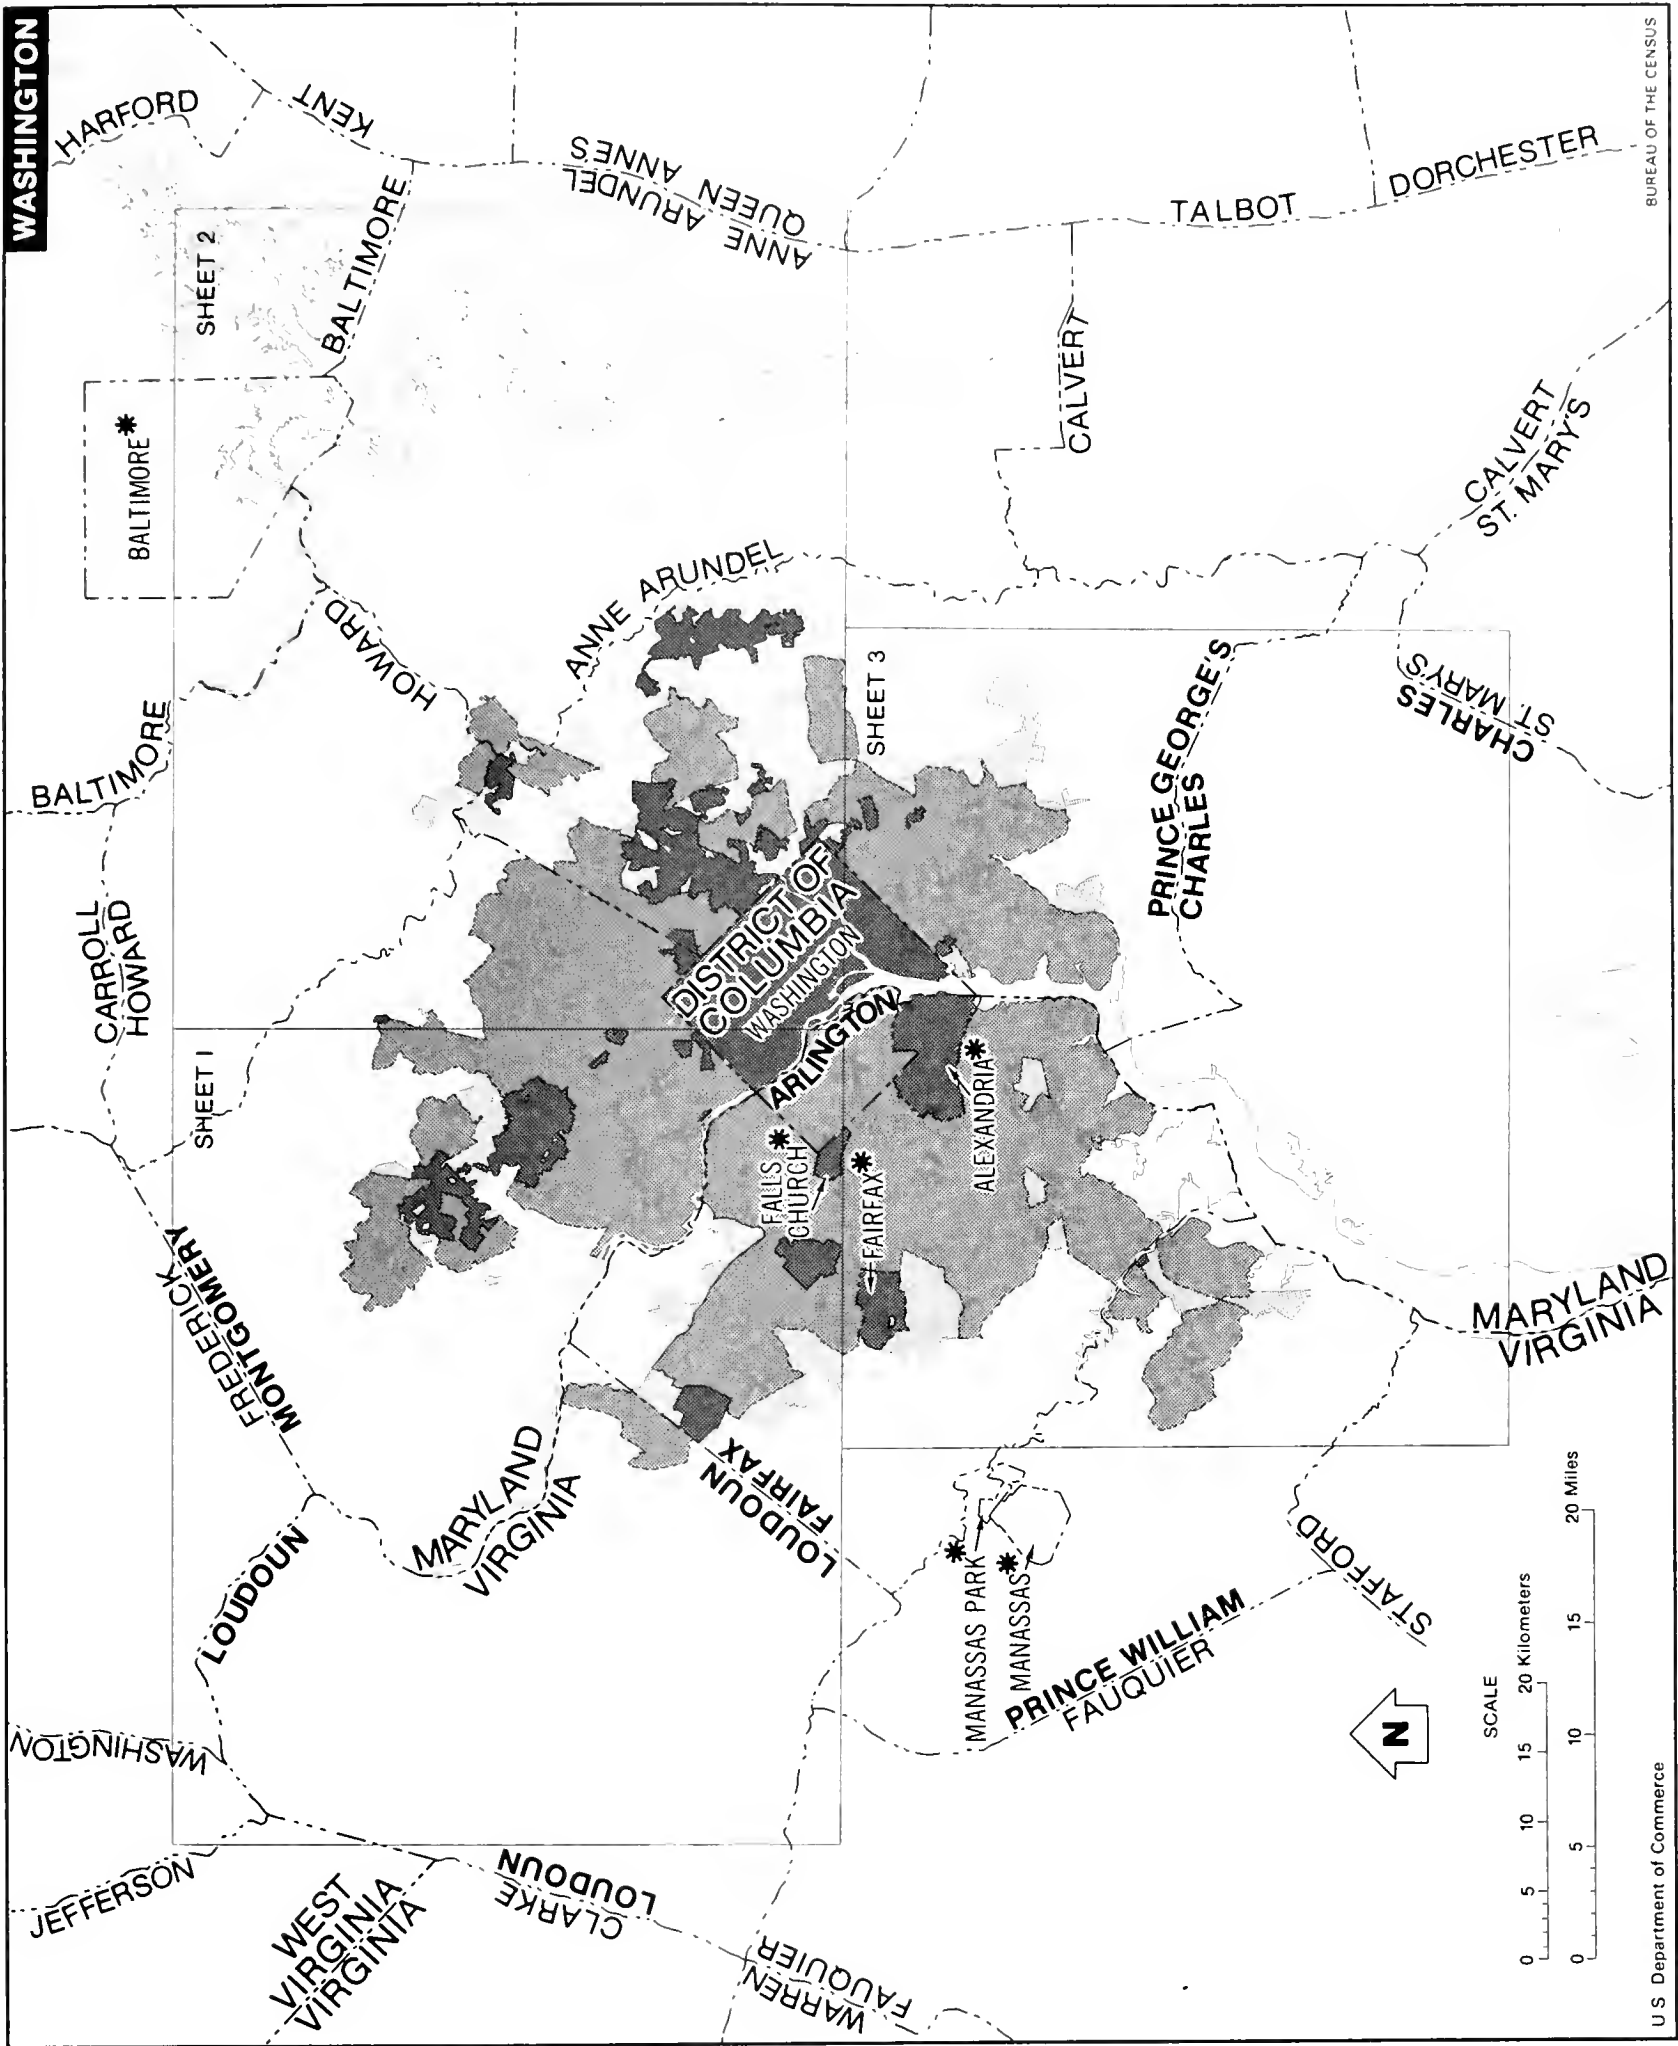 WASHINGTON
HARFORD
KENT
BALTIMORE
SHEET 2
BALTIMORE*
QUEEN ANNES
ANNE ARUNDEL
TALBOT
DORCHESTER
BUREAU OF THE CENSUS
CALVERT
CALVERT
ST. MARY'S
BALTIMORE
HOWARD
ANNE ARUNDEL
SHEET 3
PRINCE GEORGE'S
CHARLES
ST. MARY'S
CHARLES
CARROLL
HOWARD
SHEET 1
DISTRICT OF
COLUMBIA
WASHINGTON
ARLINGTON
*
ALEXANDRIA
*
FALLS
CHURCH
*
FAIRFAX
FREDERICK
MONTGOMERY
MARYLAND
VIRGINIA
MARYLAND
VIRGINIA
LOUDOUN
FAIRFAX
LOUDOUN
*
MANASSAS PARK
*
MANASSAS
PRINCE WILLIAM
FAUQUIER
STAFFORD
WASHINGTON
JEFFERSON
WEST
VIRGINIA
VIRGINIA
LOUDOUN
CLARKE
FAUQUIER
WARREN
N
SCALE
0 5 10 15 20 Kilometers
0 5 10 15 20 Miles
U S Department of Commerce